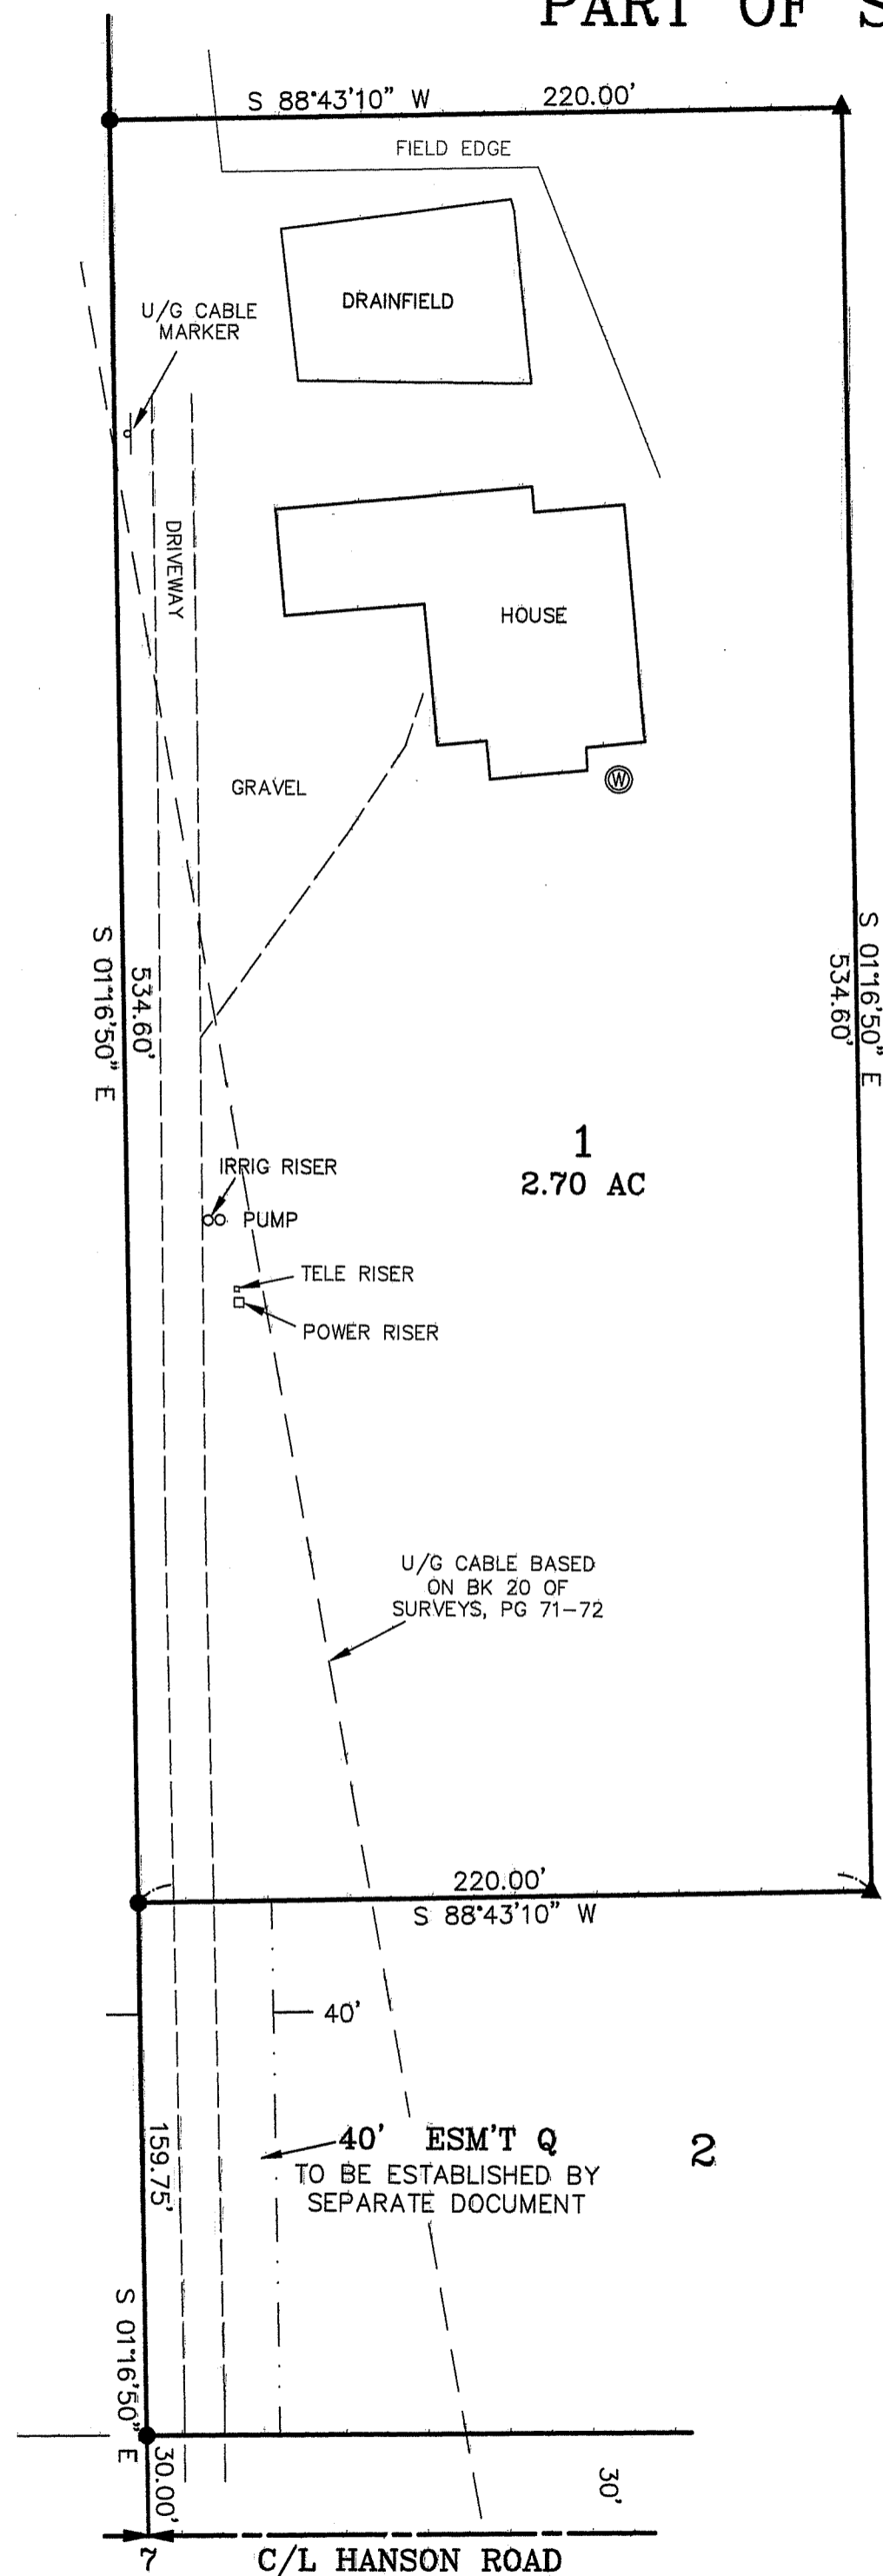 PART OF S
S 88°43'10" W 220.00'
FIELD EDGE
DRAINFIELD
U/G CABLE
MARKER
DRIVEWAY
HOUSE
GRAVEL
W
S 01°16'50" E
534.60'
534.60'
S 01°16'50" E
1
2.70 AC
IRRIG RISER
PUMP
TELE RISER
POWER RISER
U/G CABLE BASED
ON BK 20 OF
SURVEYS, PG 71-72
220.00'
S 88°43'10" W
40'
159.75'
40' ESM'T Q
TO BE ESTABLISHED BY
SEPARATE DOCUMENT
2
S 01°16'50" E
30.00'
30'
7
C/L HANSON ROAD